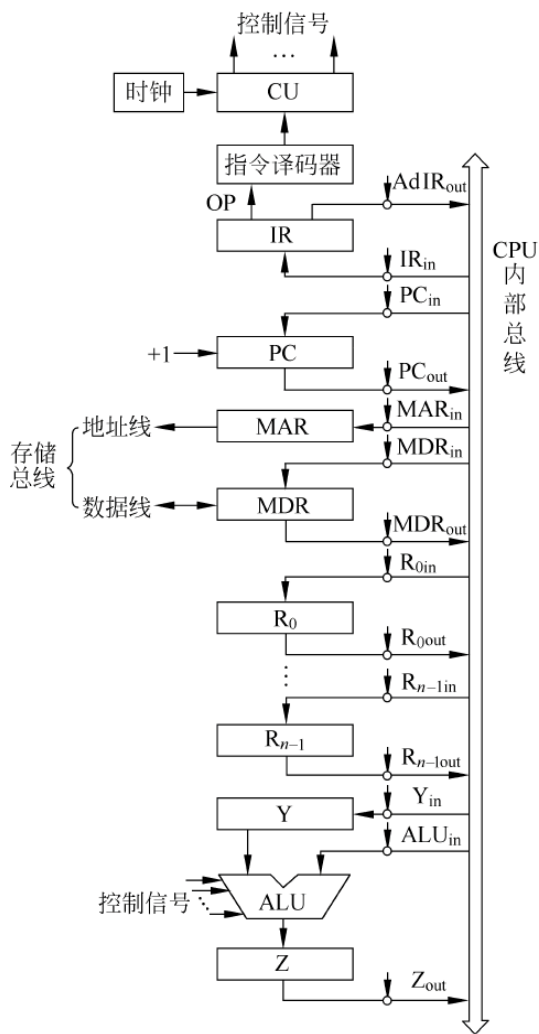 控制信号
…
时钟
CU
指令译码器
OP
AdIRout
IR
IRin
CPU
内
部
总
线
PCin
+1
PC
PCout
MARin
地址线
MAR
存储
总线
MDRin
数据线
MDR
MDRout
R0in
R0
R0out
⋮
Rn−1in
Rn−1
Rn−1out
Yin
Y
ALUin
控制信号
ALU
Z
Zout